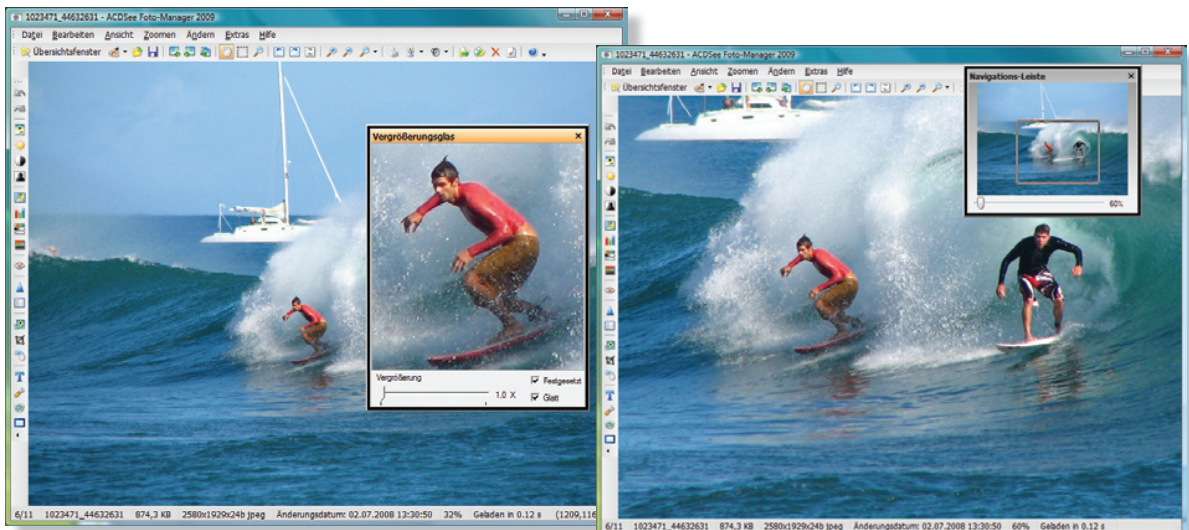 1023471_44632631 - ACDSee Foto-Manager 2009
Datei Bearbeiten Ansicht Zoomen Ändern Extras Hilfe
Übersichtsfenster
Vergrößerungsglas
Vergrößerung
1,0 X
Festgesetzt
Glatt
6/11 1023471_44632631 874,3 KB 2580x1929x24b jpeg Änderungsdatum: 02.07.2008 13:30:50 32% Geladen in 0.12 s (1209,116
1023471_44632631 - ACDSee Foto-Manager 2009
Datei Bearbeiten Ansicht Zoomen Ändern Extras Hilfe
Übersichtsfenster
Navigations-Leiste
60%
6/11 1023471_44632631 874,3 KB 2580x1929x24b jpeg Änderungsdatum: 02.07.2008 13:30:50 60% Geladen in 0.12 s